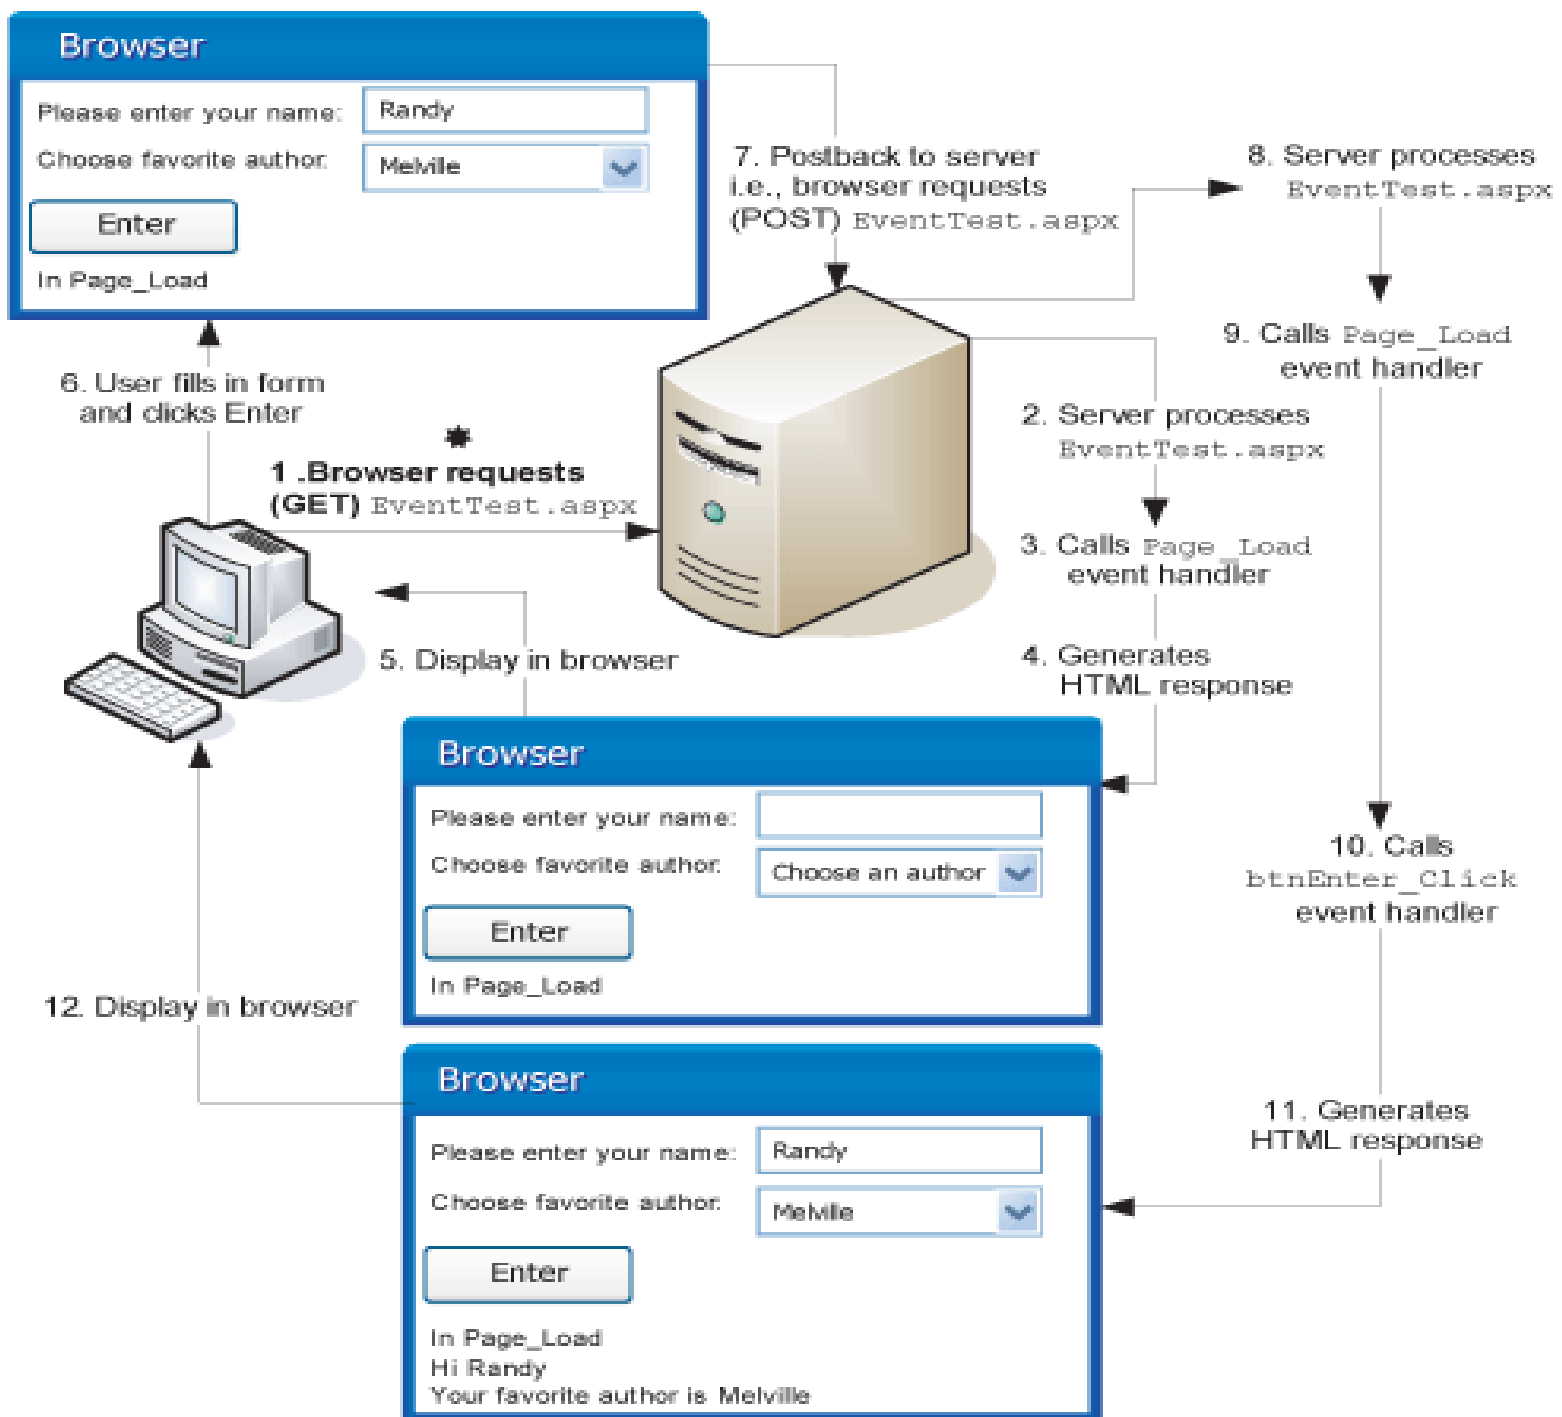 Browser
Please enter your name:
Randy
Choose favorite author:
Melville
Enter
In Page_Load
7. Postback to server
i.e., browser requests
(POST) EventTest.aspx
8. Server processes
EventTest.aspx
9. Calls Page_Load
event handler
6. User fills in form
and clicks Enter
*
1 .Browser requests
(GET) EventTest.aspx
2. Server processes
EventTest.aspx
3. Calls Page_Load
event handler
5. Display in browser
4. Generates
HTML response
Browser
Please enter your name:
Choose favorite author:
Choose an author
Enter
In Page_Load
10. Calls
btnEnter_Click
event handler
12. Display in browser
Browser
Please enter your name:
Randy
Choose favorite author:
Melville
Enter
In Page_Load
Hi Randy
Your favorite author is Melville
11. Generates
HTML response